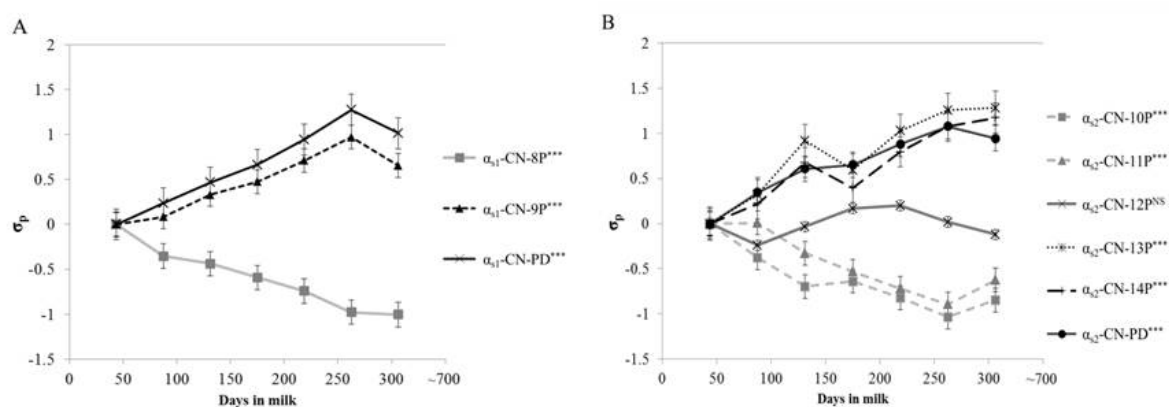 A
2
1.5
1
0.5
0
-0.5
-1
-1.5
σp
0 50 100 150 200 250 300 ~700
Days in milk
αs1-CN-8P***
αs1-CN-9P***
αs1-CN-PD***
B
2
1.5
1
0.5
0
-0.5
-1
-1.5
σp
0 50 100 150 200 250 300 ~700
Days in milk
αs2-CN-10P***
αs2-CN-11P***
αs2-CN-12PNS
αs2-CN-13P***
αs2-CN-14P***
αs2-CN-PD***